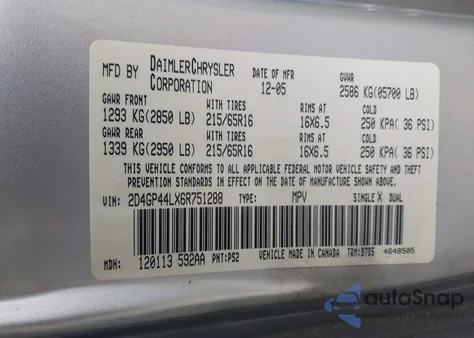 MFD BY DAIMLERCHRYSLER CORPORATION DATE OF MFR 12-05 GVWR 2586 KG(05700 LB)
GAWR FRONT WITH TIRES RIMS AT COLD
1293 KG(2850 LB) 215/65R16 16X6.5 250 KPA( 36 PSI)
GAWR REAR WITH TIRES RIMS AT COLD
1339 KG(2950 LB) 215/65R16 16X6.5 250 KPA( 36 PSI)
THIS VEHICLE CONFORMS TO ALL APPLICABLE FEDERAL MOTOR VEHICLE SAFETY AND THEFT
PREVENTION STANDARDS IN EFFECT ON THE DATE OF MANUFACTURE SHOWN ABOVE.
VIN: 2D4GP44LX6R751288 TYPE: MPV SINGLE X DUAL
MDH: 120113 592AA PNT:PS2 VEHICLE MADE IN CANADA TRM:B7D5 4648505
autoSnap